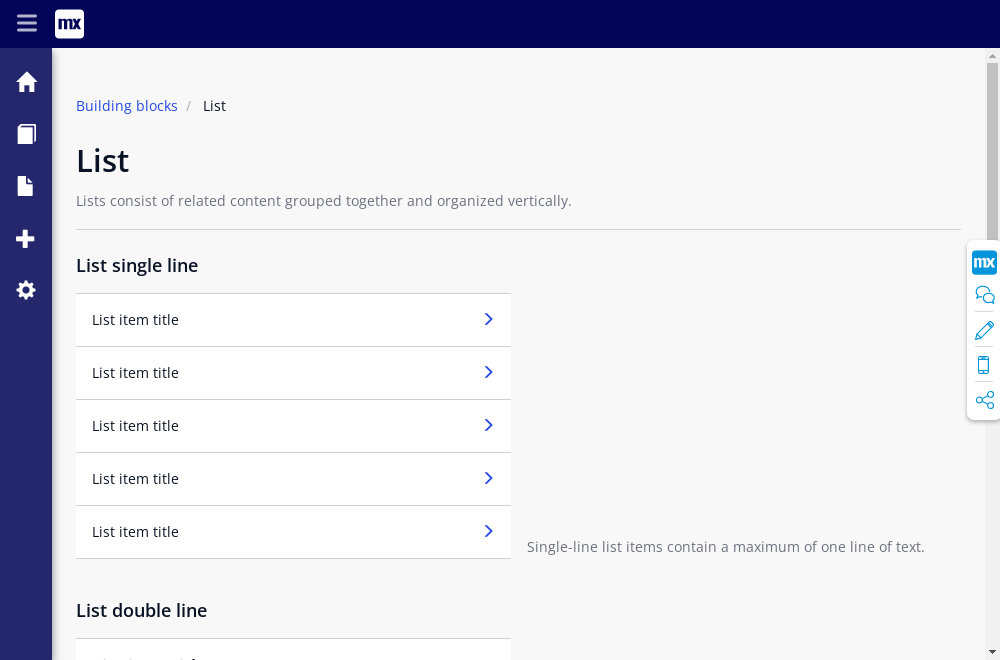 mx
Building blocks / List
List
Lists consist of related content grouped together and organized vertically.
List single line
List item title
List item title
List item title
List item title
List item title
Single-line list items contain a maximum of one line of text.
List double line
mx